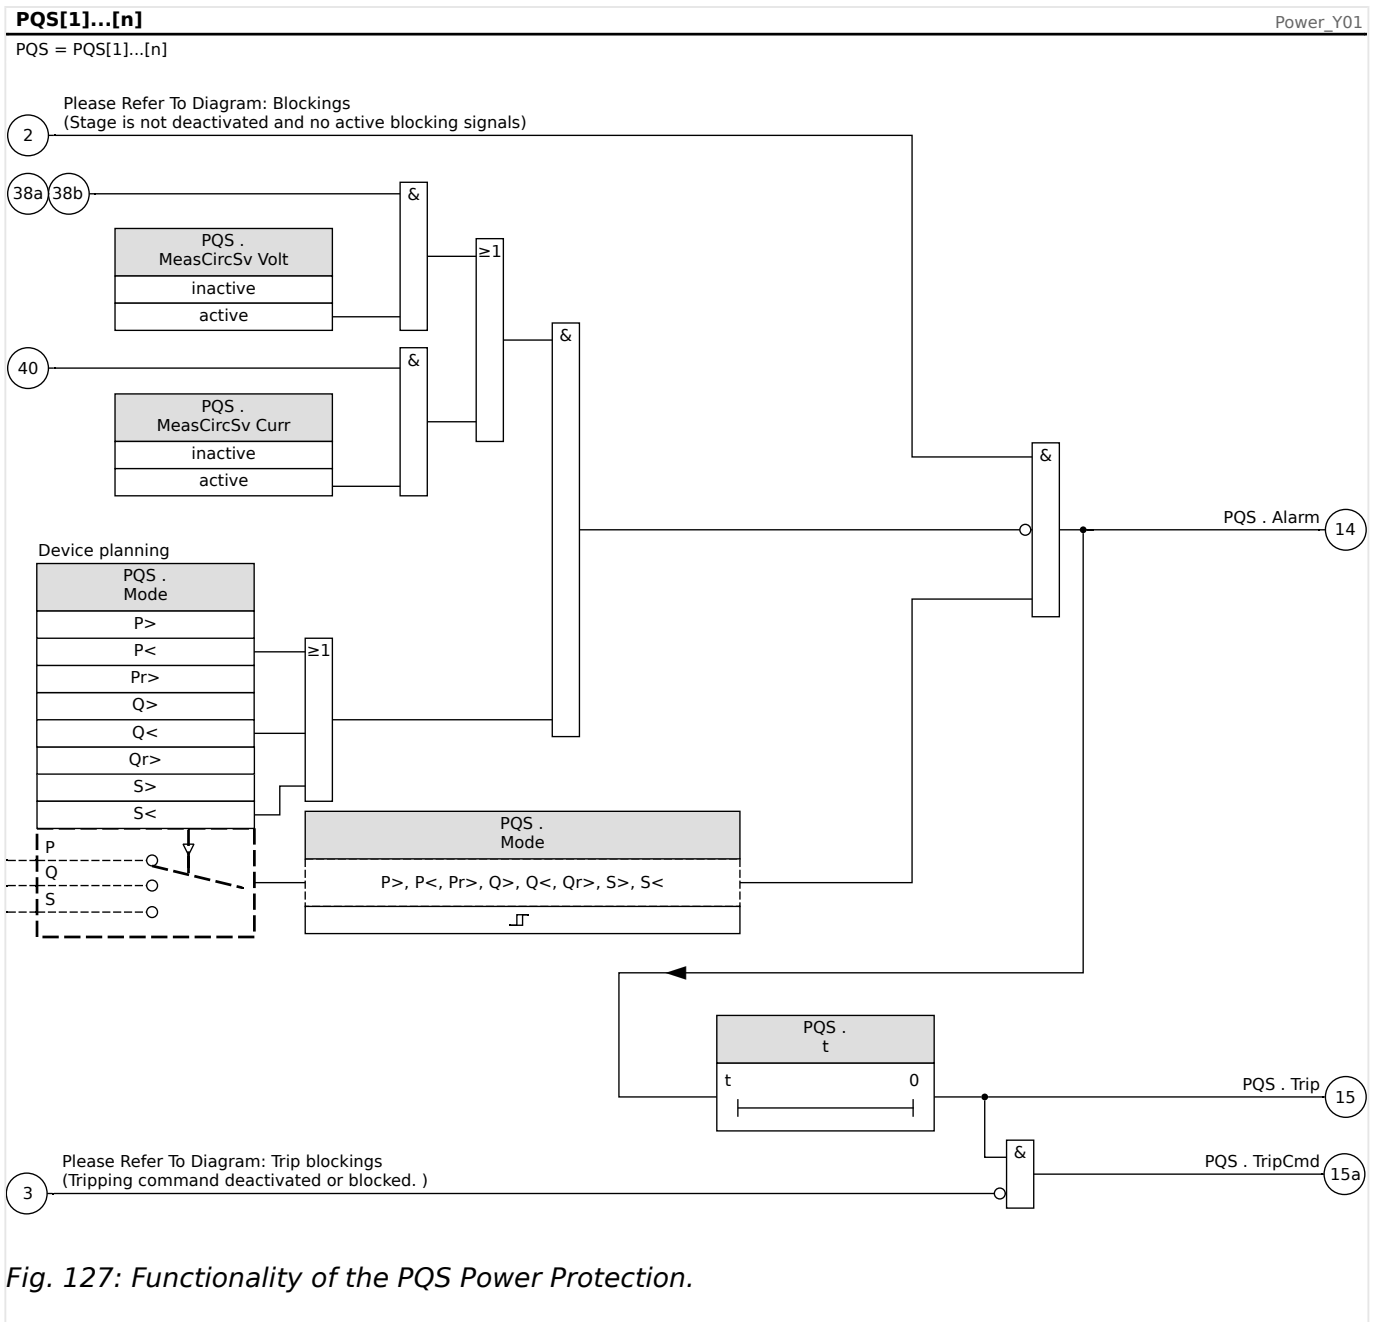 PQS[1]...[n]
Power_Y01
PQS = PQS[1]...[n]
Please Refer To Diagram: Blockings
(Stage is not deactivated and no active blocking signals)
2
38a 38b
&
PQS .
MeasCircSv Volt
inactive
active
≥1
&
40
&
PQS .
MeasCircSv Curr
inactive
active
&
PQS . Alarm
14
Device planning
PQS .
Mode
P>
P<
Pr>
Q>
Q<
Qr>
S>
S<
≥1
P
Q
S
PQS .
Mode
P>, P<, Pr>, Q>, Q<, Qr>, S>, S<
PQS .
t
t 0
PQS . Trip
15
&
PQS . TripCmd
15a
Please Refer To Diagram: Trip blockings
(Tripping command deactivated or blocked. )
3
Fig. 127: Functionality of the PQS Power Protection.